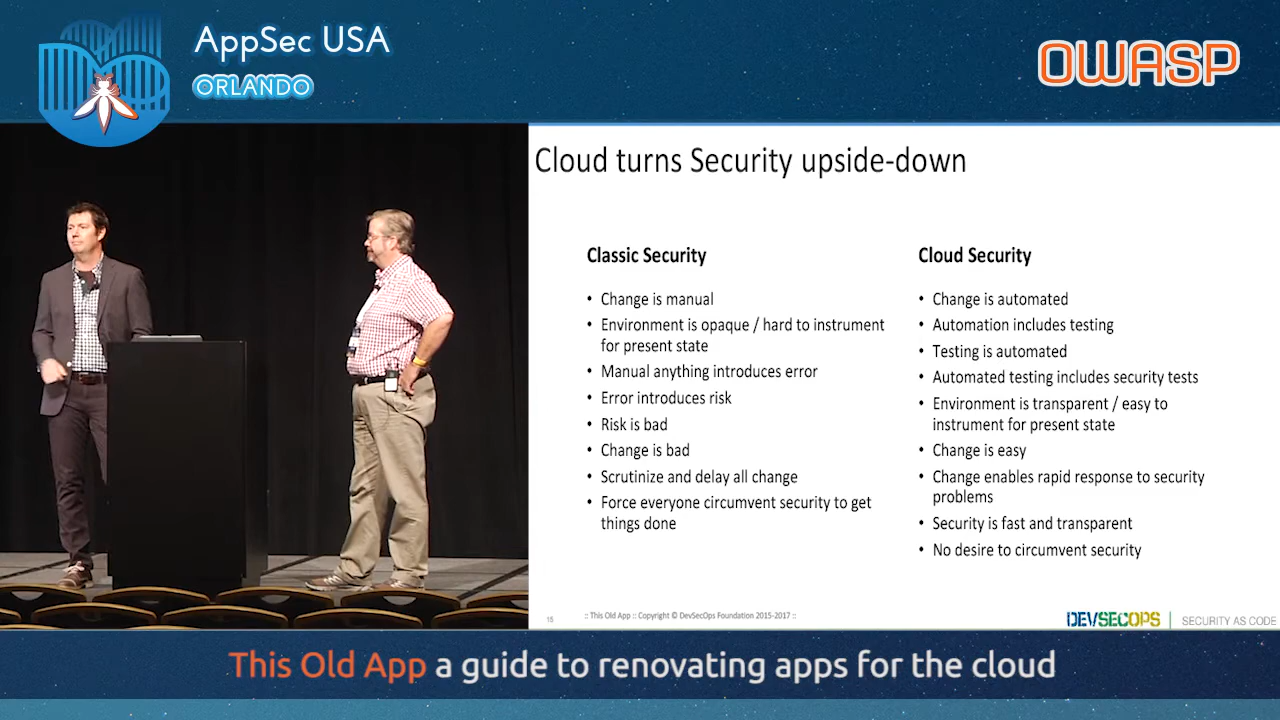 AppSec USA
ORLANDO
OWASP
Cloud turns Security upside-down
Classic Security
• Change is manual
• Environment is opaque / hard to instrument
for present state
• Manual anything introduces error
• Error introduces risk
• Risk is bad
• Change is bad
• Scrutinize and delay all change
• Force everyone circumvent security to get
things done
Cloud Security
• Change is automated
• Automation includes testing
• Testing is automated
• Automated testing includes security tests
• Environment is transparent / easy to
instrument for present state
• Change is easy
• Change enables rapid response to security
problems
• Security is fast and transparent
• No desire to circumvent security
15
:: This Old App :: Copyright © DevSecOps Foundation 2015-2017 ::
DEVSECOPS | SECURITY AS CODE
This Old App a guide to renovating apps for the cloud